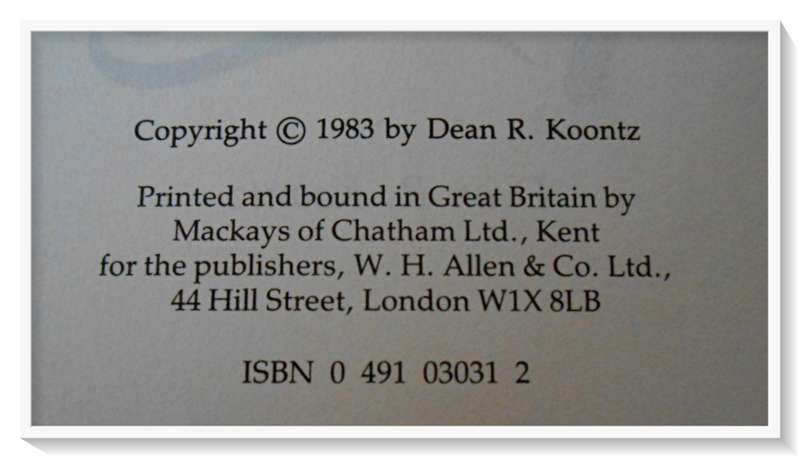 Copyright © 1983 by Dean R. Koontz
Printed and bound in Great Britain by
Mackays of Chatham Ltd., Kent
for the publishers, W. H. Allen & Co. Ltd.,
44 Hill Street, London W1X 8LB
ISBN 0 491 03031 2